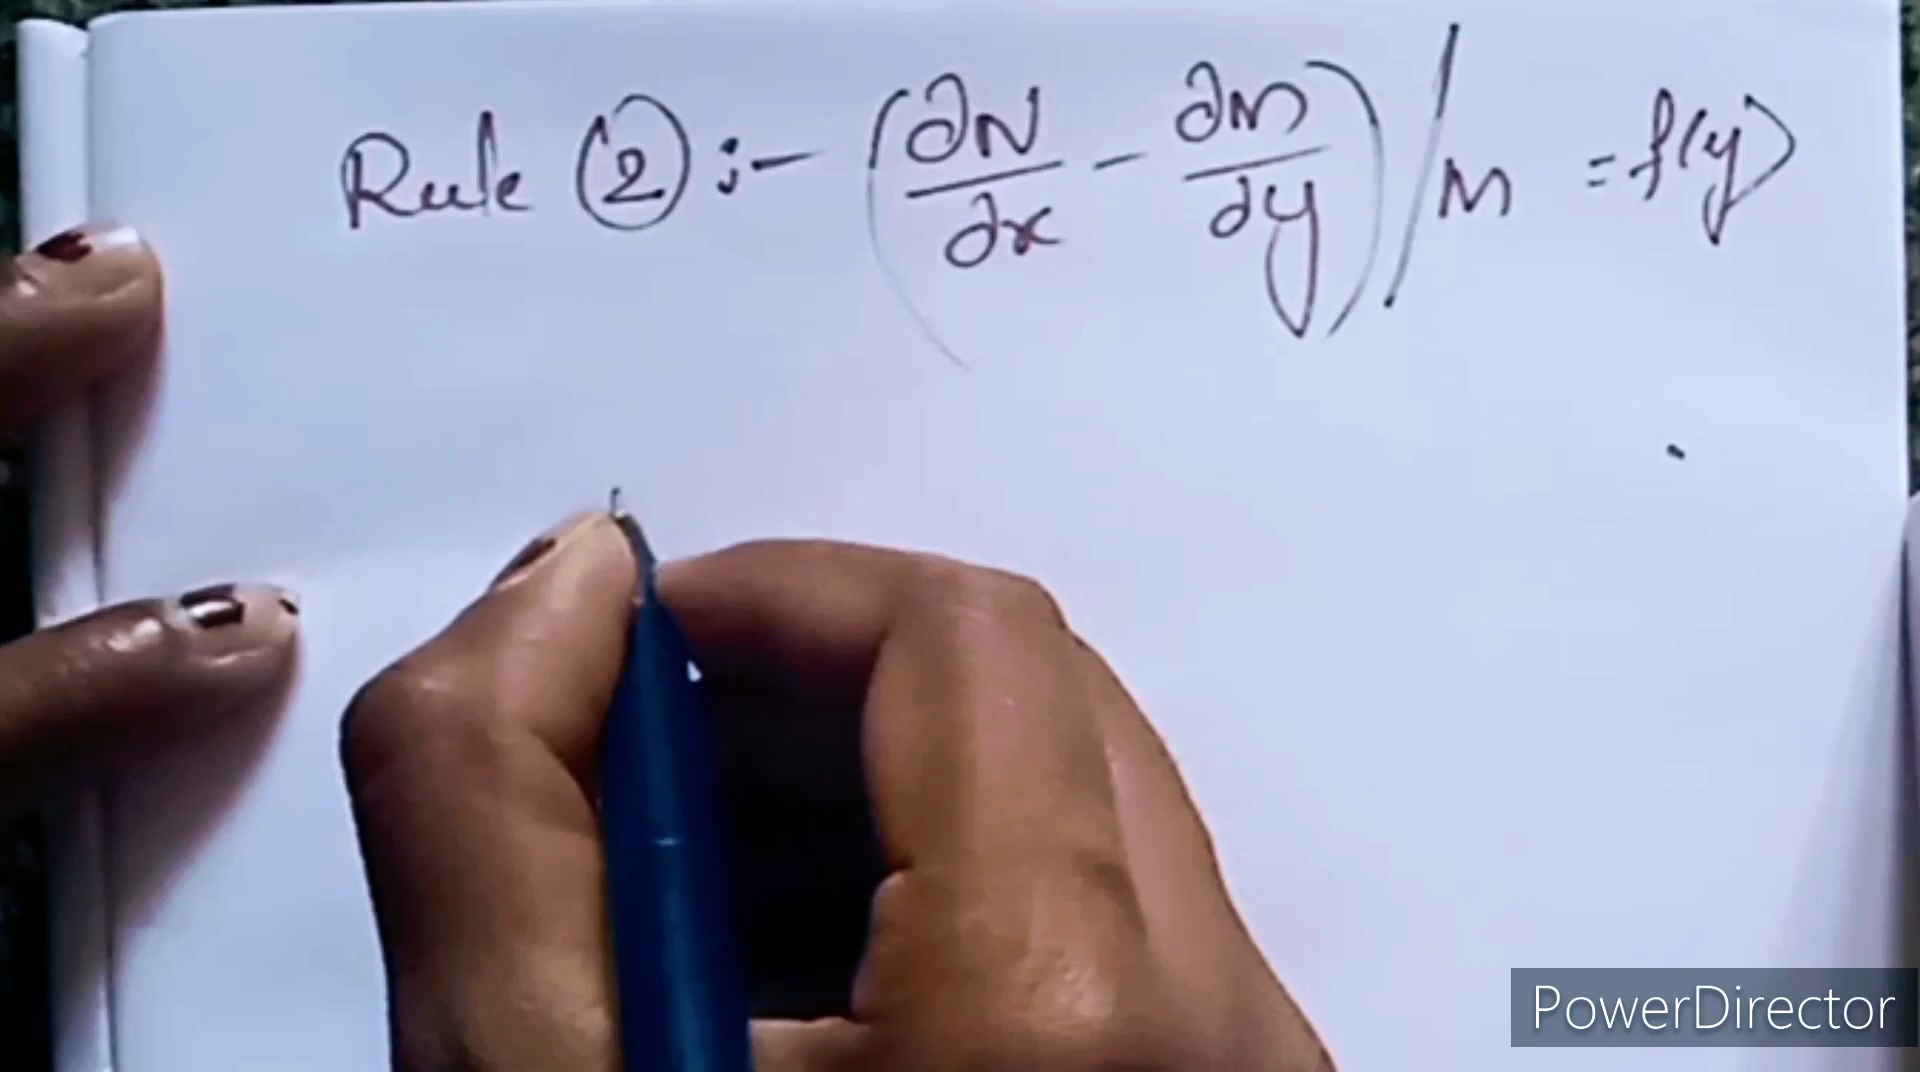 Rule (2) :- (∂N/∂x - ∂M/∂y) / M = f(y)
PowerDirector